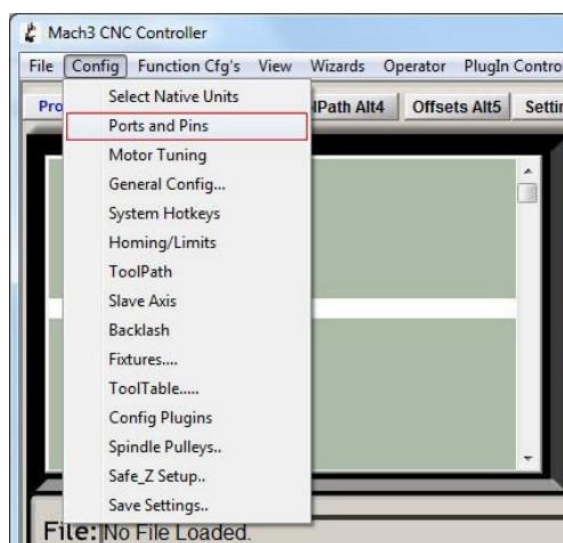 Mach3 CNC Controller
File Config Function Cfg's View Wizards Operator PlugIn Contro
Pro lPath Alt4 Offsets Alt5 Settin
Select Native Units
Ports and Pins
Motor Tuning
General Config...
System Hotkeys
Homing/Limits
ToolPath
Slave Axis
Backlash
Fixtures....
ToolTable.....
Config Plugins
Spindle Pulleys..
Safe_Z Setup..
Save Settings..
File: No File Loaded.